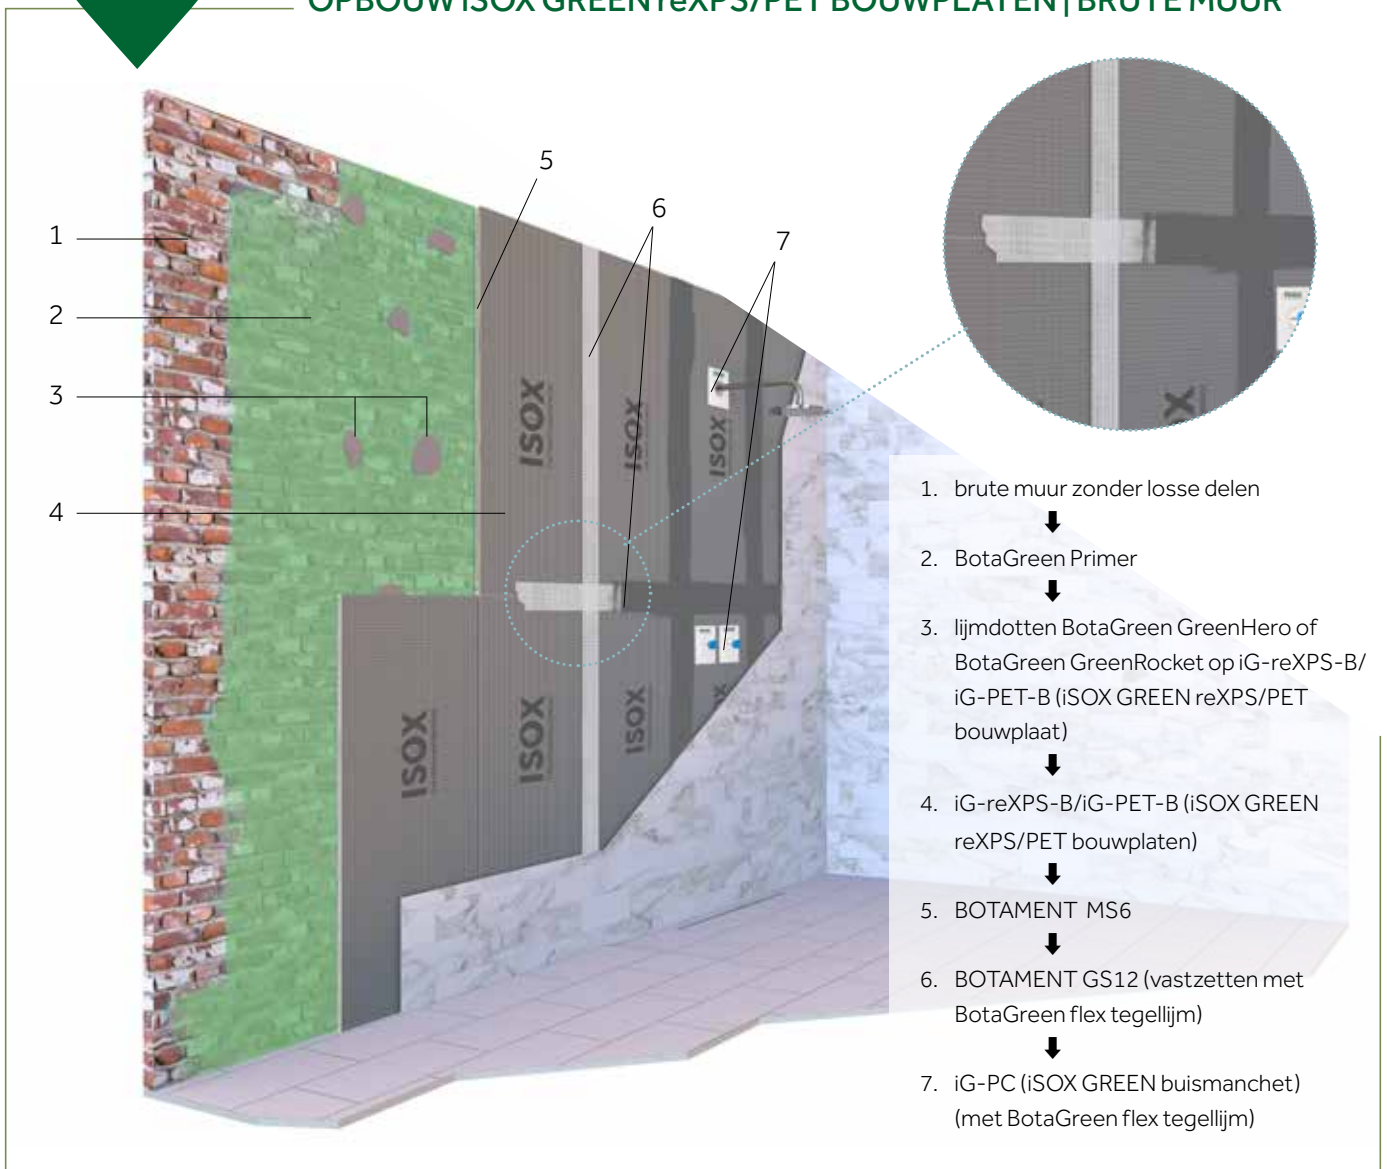 OPBOUW iSOX GREEN reXPS/PET BOUWPLATEN | BRUTE MUUR
1
2
3
4
5
6
7
ISOX
ISOX
ISOX
ISOX
ISOX
ISOX
X
1. brute muur zonder losse delen
2. BotaGreen Primer
3. lijmdotten BotaGreen GreenHero of
BotaGreen GreenRocket op iG-reXPS-B/
iG-PET-B (iSOX GREEN reXPS/PET
bouwplaat)
4. iG-reXPS-B/iG-PET-B (iSOX GREEN
reXPS/PET bouwplaten)
5. BOTAMENT MS6
6. BOTAMENT GS12 (vastzetten met
BotaGreen flex tegellijm)
7. iG-PC (iSOX GREEN buismanchet)
(met BotaGreen flex tegellijm)